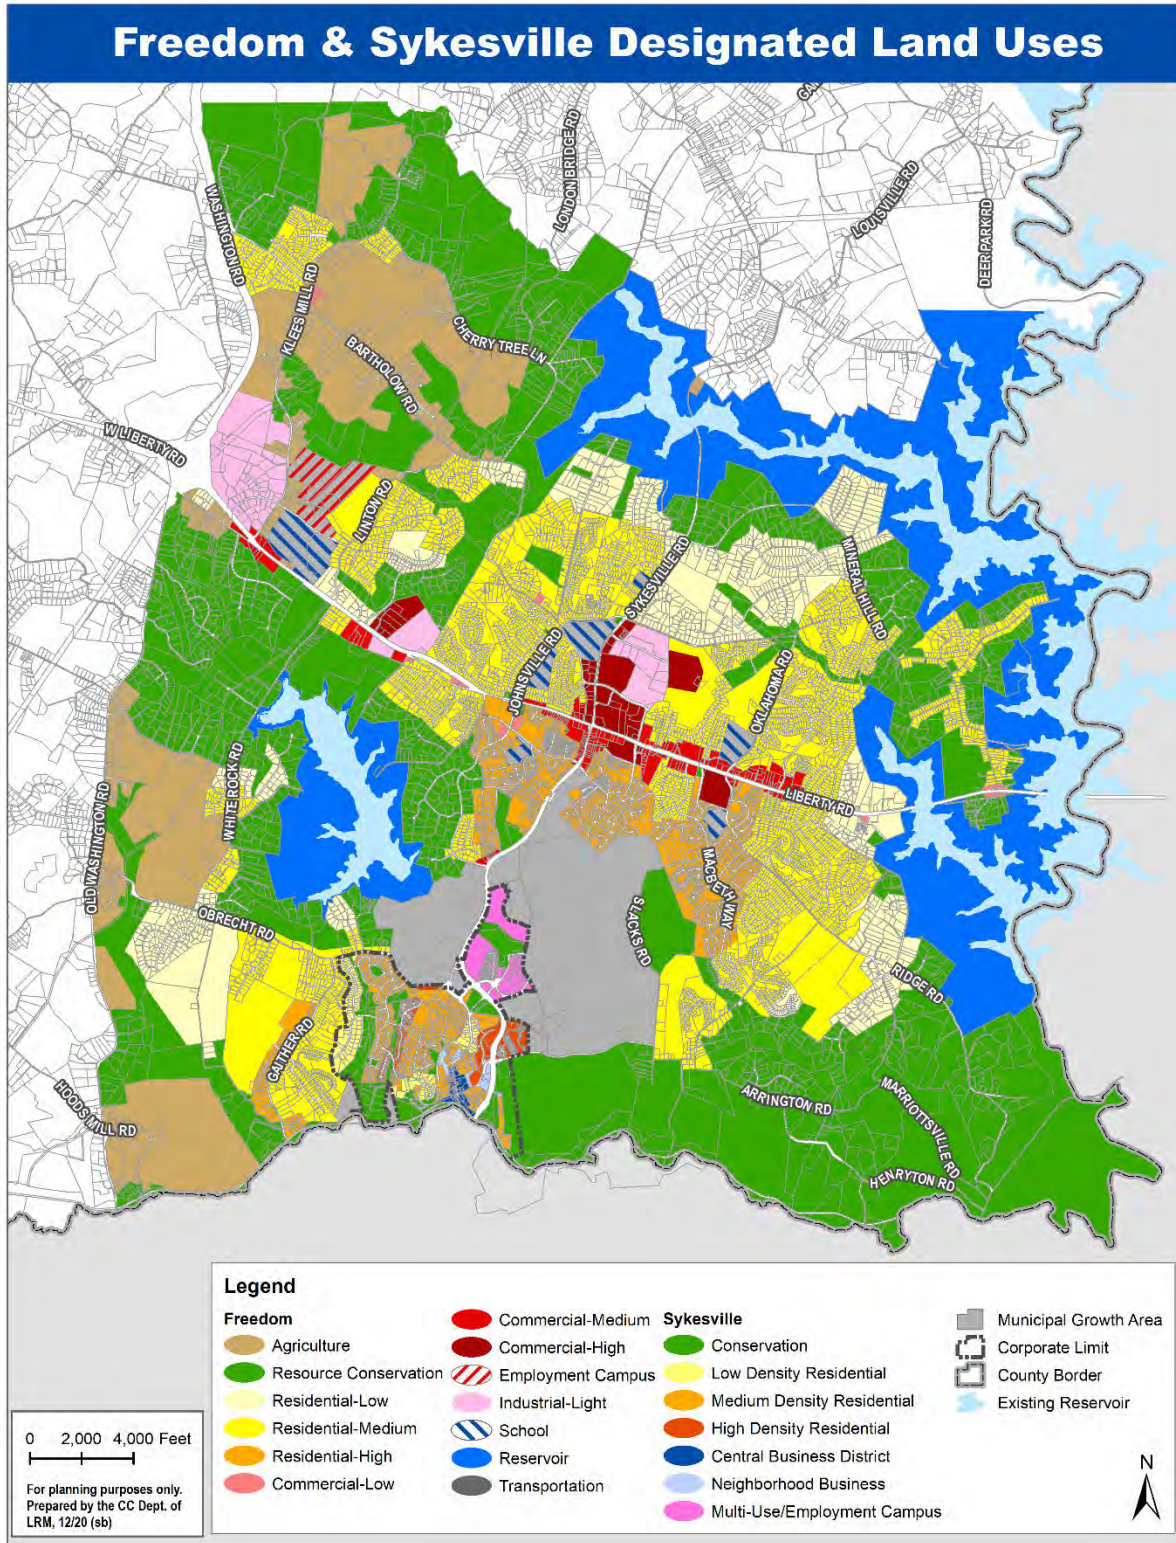 Freedom & Sykesville Designated Land Uses
LONDON BRIDGE RD
LOUISVILLE RD
DEER PARK RD
WASHINGTON RD
KLEES MILL RD
CHERRY TREE LN
BARTHOLOW RD
W LIBERTY RD
LINTON RD
MINERAL HILL RD
SYKESVILLE RD
JOHNSVILLE RD
OKLAHOMA RD
WHITE ROCK RD
LIBERTY RD
OLD WASHINGTON RD
MACBETH WAY
OBRECHT RD
SLACKS RD
RIDGE RD
GAITHER RD
HOODS MILL RD
ARRINGTON RD
MARRIOTTSVILLE RD
HENRYTON RD
Legend
Freedom
Agriculture
Resource Conservation
Residential-Low
Residential-Medium
Residential-High
Commercial-Low
Commercial-Medium
Commercial-High
Employment Campus
Industrial-Light
School
Reservoir
Transportation
Sykesville
Conservation
Low Density Residential
Medium Density Residential
High Density Residential
Central Business District
Neighborhood Business
Multi-Use/Employment Campus
Municipal Growth Area
Corporate Limit
County Border
Existing Reservoir
0 2,000 4,000 Feet
For planning purposes only.
Prepared by the CC Dept. of
LRM, 12/20 (sb)
N